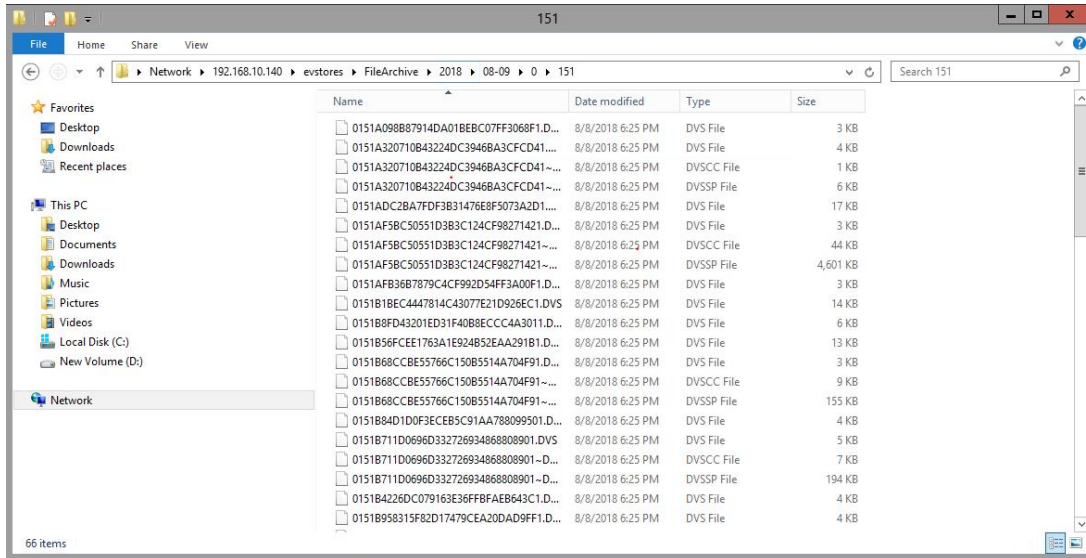 151
File Home Share View
Network 192.168.10.140 evstores FileArchive 2018 08-09 0 151
Search 151
Favorites
Desktop
Downloads
Recent places
This PC
Desktop
Documents
Downloads
Music
Pictures
Videos
Local Disk (C:)
New Volume (D:)
Network
Name Date modified Type Size
0151A098B87914DA01BEBC07FF3068F1.D... 8/8/2018 6:25 PM DVS File 3 KB
0151A320710B43224DC3946BA3CFCD41.... 8/8/2018 6:25 PM DVS File 4 KB
0151A320710B43224DC3946BA3CFCD41~... 8/8/2018 6:25 PM DVSCC File 1 KB
0151A320710B43224DC3946BA3CFCD41~... 8/8/2018 6:25 PM DVSSP File 6 KB
0151ADC2BA7FDF3B31476E8F5073A2D1.... 8/8/2018 6:25 PM DVS File 17 KB
0151AF5BC50551D3B3C124CF98271421.D... 8/8/2018 6:25 PM DVS File 3 KB
0151AF5BC50551D3B3C124CF98271421~... 8/8/2018 6:25 PM DVSCC File 44 KB
0151AF5BC50551D3B3C124CF98271421~... 8/8/2018 6:25 PM DVSSP File 4,601 KB
0151AFB36B7879C4CF992D54FF3A00F1.D... 8/8/2018 6:25 PM DVS File 3 KB
0151B1BEC4447814C43077E21D926EC1.DVS 8/8/2018 6:25 PM DVS File 14 KB
0151B8FD43201ED31F40B8ECCC4A3011.D... 8/8/2018 6:25 PM DVS File 6 KB
0151B56FCEE1763A1E924B52EAA291B1.D... 8/8/2018 6:25 PM DVS File 13 KB
0151B68CCBE55766C150B5514A704F91.D... 8/8/2018 6:25 PM DVS File 3 KB
0151B68CCBE55766C150B5514A704F91~... 8/8/2018 6:25 PM DVSCC File 9 KB
0151B68CCBE55766C150B5514A704F91~... 8/8/2018 6:25 PM DVSSP File 155 KB
0151B84D1D0F3ECEB5C91AA788099501.D... 8/8/2018 6:25 PM DVS File 4 KB
0151B711D0696D332726934868808901.DVS 8/8/2018 6:25 PM DVS File 5 KB
0151B711D0696D332726934868808901~D... 8/8/2018 6:25 PM DVSCC File 7 KB
0151B711D0696D332726934868808901~D... 8/8/2018 6:25 PM DVSSP File 194 KB
0151B4226DC079163E36FFBFAEB643C1.D... 8/8/2018 6:25 PM DVS File 4 KB
0151B958315F82D17479CEA20DAD9FF1.D... 8/8/2018 6:25 PM DVS File 4 KB
66 items